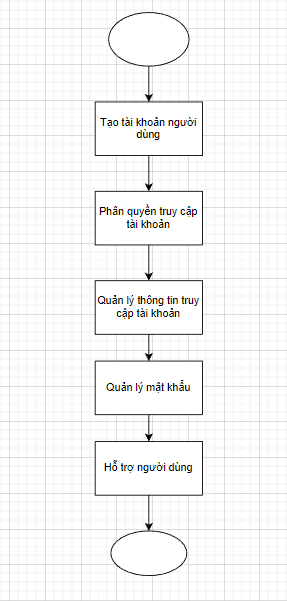 Tạo tài khoản người
dùng
Phân quyền truy cập
tài khoản
Quản lý thông tin truy
cập tài khoản
Quản lý mật khẩu
Hỗ trợ người dùng